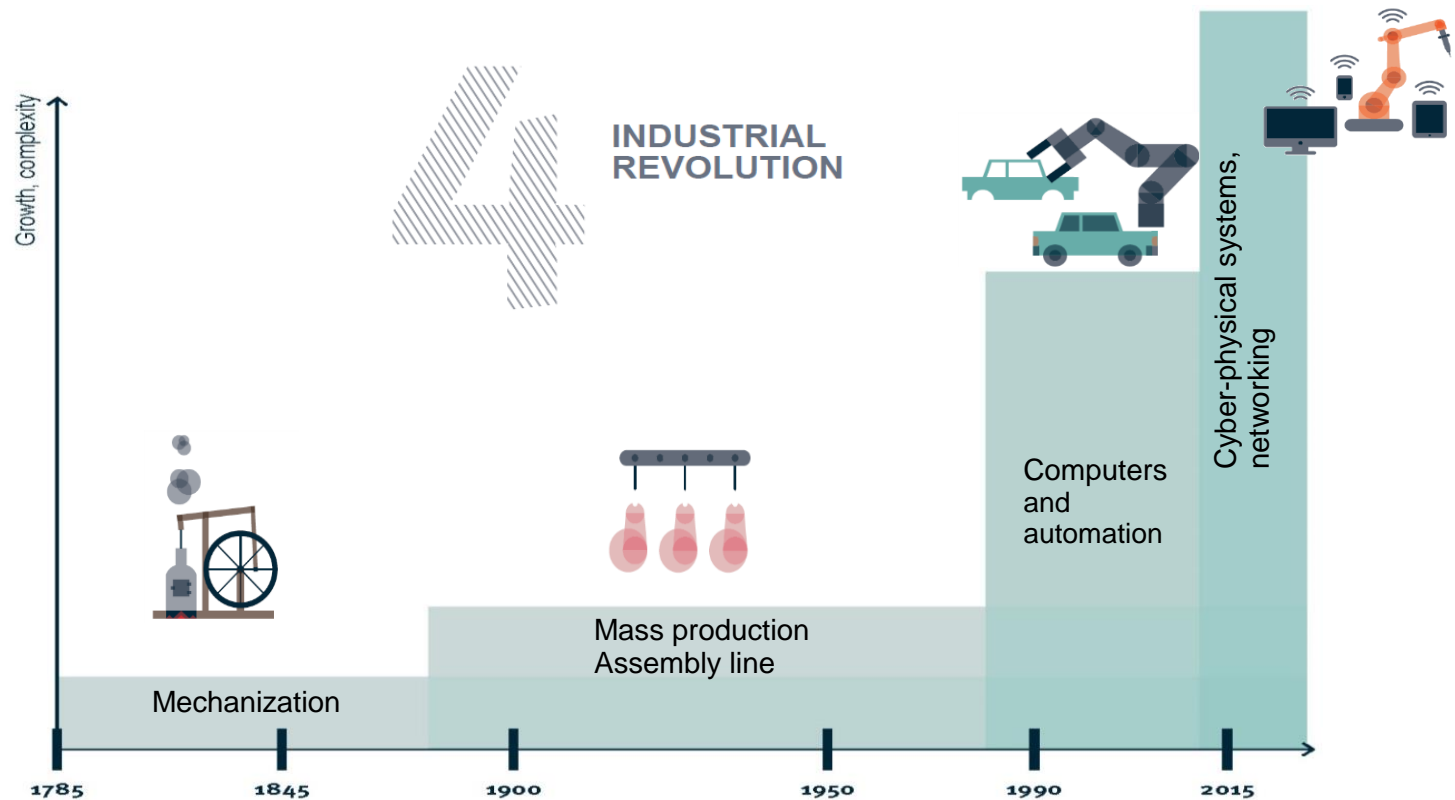 Growth, complexity
4
INDUSTRIAL
REVOLUTION
Cyber-physical systems,
networking
Computers
and
automation
Mass production
Assembly line
Mechanization
1785
1845
1900
1950
1990
2015